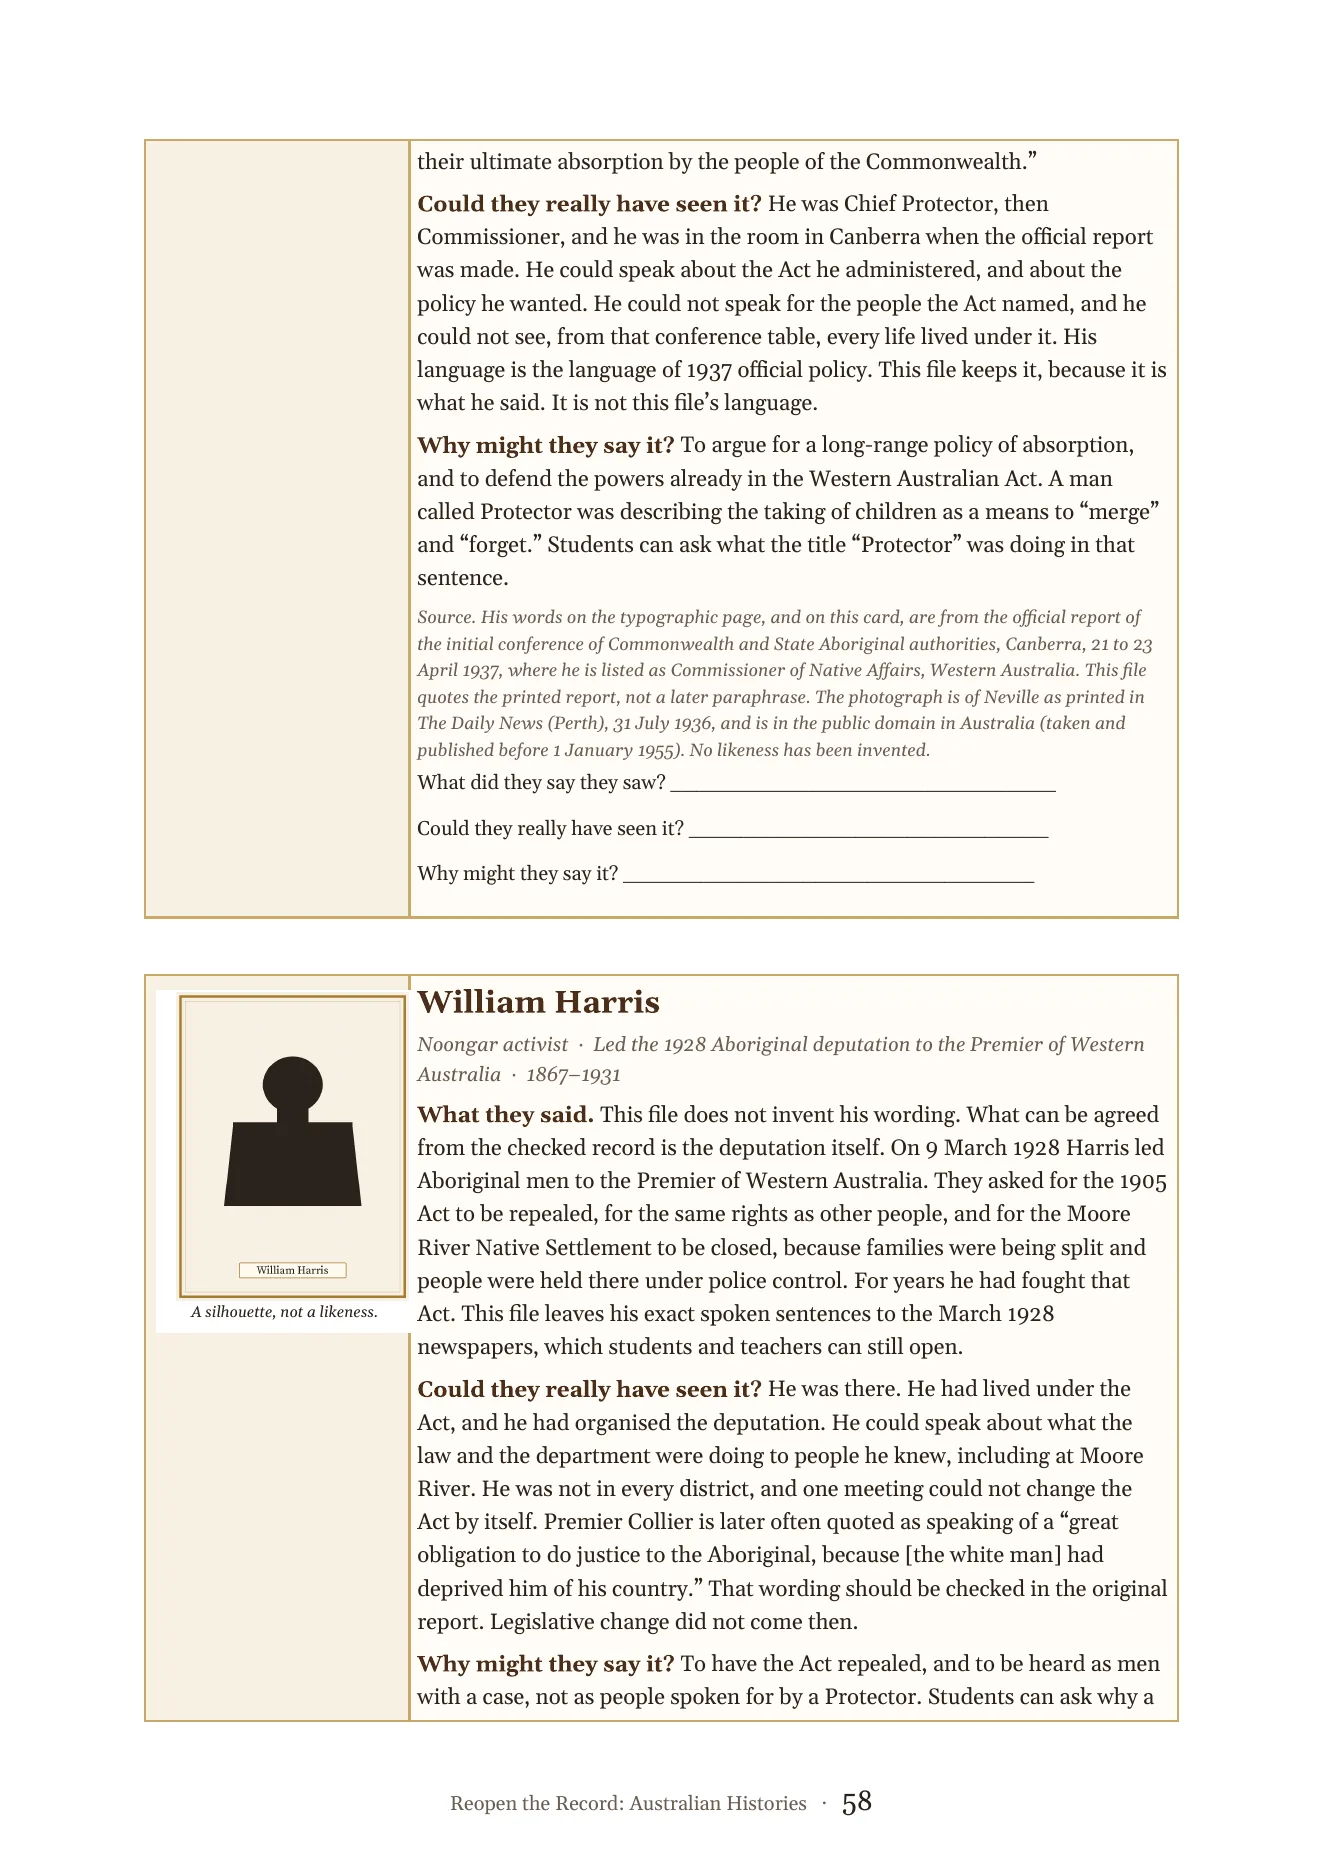 their ultimate absorption by the people of the Commonwealth.”
Could they really have seen it? He was Chief Protector, then
Commissioner, and he was in the room in Canberra when the official report
was made. He could speak about the Act he administered, and about the
policy he wanted. He could not speak for the people the Act named, and he
could not see, from that conference table, every life lived under it. His
language is the language of 1937 official policy. This file keeps it, because it is
what he said. It is not this file’s language.
Why might they say it? To argue for a long-range policy of absorption,
and to defend the powers already in the Western Australian Act. A man
called Protector was describing the taking of children as a means to “merge”
and “forget.” Students can ask what the title “Protector” was doing in that
sentence.
Source. His words on the typographic page, and on this card, are from the official report of
the initial conference of Commonwealth and State Aboriginal authorities, Canberra, 21 to 23
April 1937, where he is listed as Commissioner of Native Affairs, Western Australia. This file
quotes the printed report, not a later paraphrase. The photograph is of Neville as printed in
The Daily News (Perth), 31 July 1936, and is in the public domain in Australia (taken and
published before 1 January 1955). No likeness has been invented.
What did they say they saw? ______________________________________
Could they really have seen it? ___________________________________
Why might they say it? ________________________________________
William Harris
A silhouette, not a likeness.
William Harris
Noongar activist · Led the 1928 Aboriginal deputation to the Premier of Western
Australia · 1867–1931
What they said. This file does not invent his wording. What can be agreed
from the checked record is the deputation itself. On 9 March 1928 Harris led
Aboriginal men to the Premier of Western Australia. They asked for the 1905
Act to be repealed, for the same rights as other people, and for the Moore
River Native Settlement to be closed, because families were being split and
people were held there under police control. For years he had fought that
Act. This file leaves his exact spoken sentences to the March 1928
newspapers, which students and teachers can still open.
Could they really have seen it? He was there. He had lived under the
Act, and he had organised the deputation. He could speak about what the
law and the department were doing to people he knew, including at Moore
River. He was not in every district, and one meeting could not change the
Act by itself. Premier Collier is later often quoted as speaking of a “great
obligation to do justice to the Aboriginal, because [the white man] had
deprived him of his country.” That wording should be checked in the original
report. Legislative change did not come then.
Why might they say it? To have the Act repealed, and to be heard as men
with a case, not as people spoken for by a Protector. Students can ask why a
Reopen the Record: Australian Histories · 58